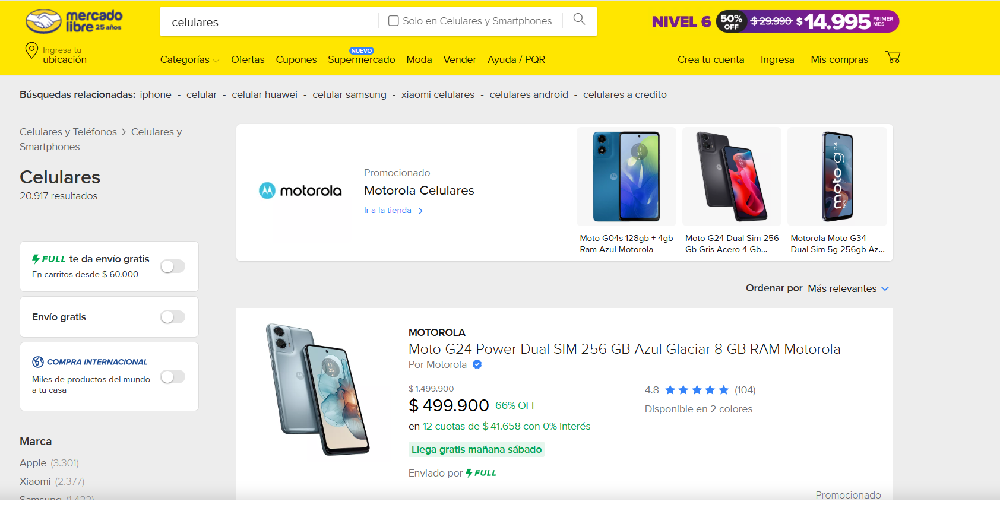 mercado
libre 25 años
celulares
Solo en Celulares y Smartphones
NIVEL 6 50% OFF $ 29.990 $ 14.995 PRIMER MES
Ingresa tu
ubicación
Categorías
Ofertas
Cupones
NUEVO
Supermercado
Moda
Vender
Ayuda / PQR
Crea tu cuenta
Ingresa
Mis compras
Búsquedas relacionadas: iphone - celular - celular huawei - celular samsung - xiaomi celulares - celulares android - celulares a credito
Celulares y Teléfonos > Celulares y
Smartphones
Celulares
20.917 resultados
motorola
Promocionado
Motorola Celulares
Ir a la tienda
11
35
moto g 34
5G
Moto G04s 128gb + 4gb
Ram Azul Motorola
Moto G24 Dual Sim 256
Gb Gris Acero 4 Gb...
Motorola Moto G34
Dual Sim 5g 256gb Az...
FULL te da envío gratis
En carritos desde $ 60.000
Envío gratis
COMPRA INTERNACIONAL
Miles de productos del mundo
a tu casa
Marca
Apple (3.301)
Xiaomi (2.377)
Samsung (1.422)
Ordenar por Más relevantes
11
35
MOTOROLA
Moto G24 Power Dual SIM 256 GB Azul Glaciar 8 GB RAM Motorola
Por Motorola
$ 1.499.900
$ 499.900 66% OFF
en 12 cuotas de $ 41.658 con 0% interés
Llega gratis mañana sábado
Enviado por FULL
4.8 (104)
Disponible en 2 colores
Promocionado